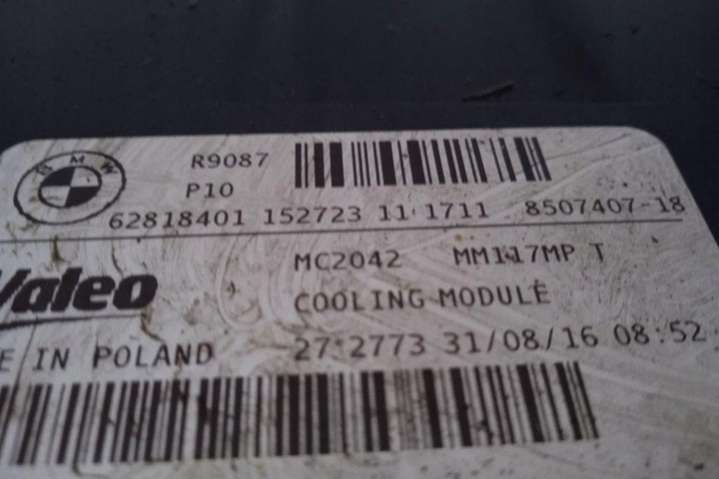 BMW
R9087
P10
62818401 152723 11 1711 8507407-18
Valeo
MC2042 MM117MP T
COOLING MODULE
E IN POLAND
27 2773 31/08/16 08:52